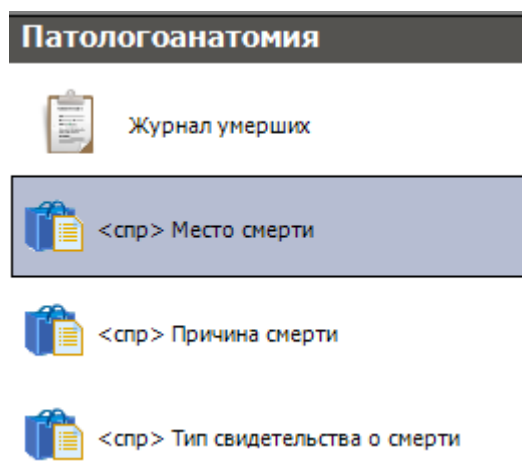 Патологоанатомия
Журнал умерших
<спр> Место смерти
<спр> Причина смерти
<спр> Тип свидетельства о смерти